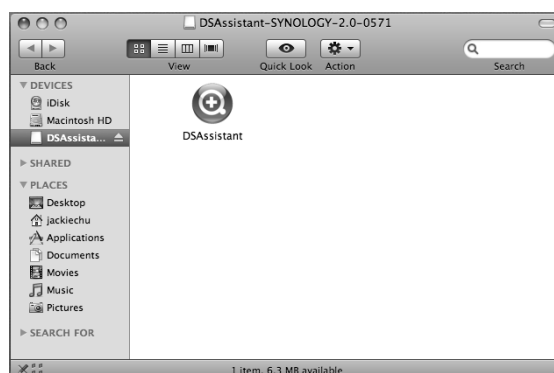 DSAssistant-SYNOLOGY-2.0-0571
Back
View
Quick Look
Action
Search
DEVICES
iDisk
Macintosh HD
DSAssista...
SHARED
PLACES
Desktop
jackiechu
Applications
Documents
Movies
Music
Pictures
SEARCH FOR
DSAssistant
1 item, 6.3 MB available